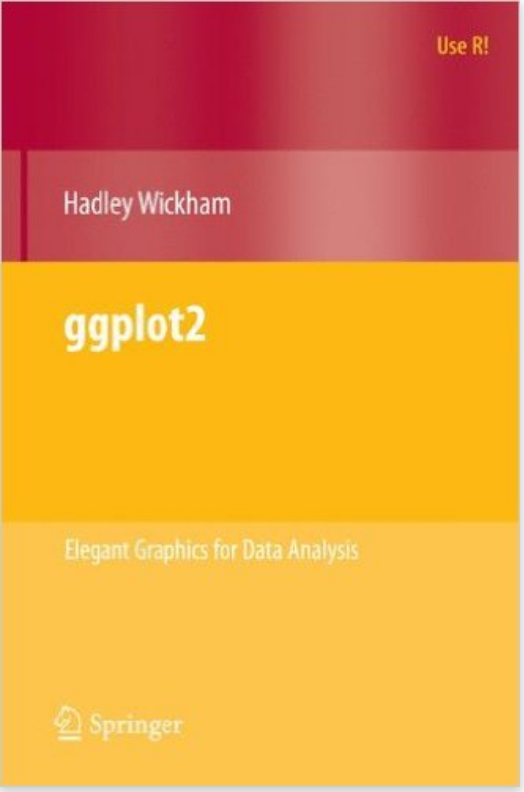 Use R!
Hadley Wickham
ggplot2
Elegant Graphics for Data Analysis
Springer